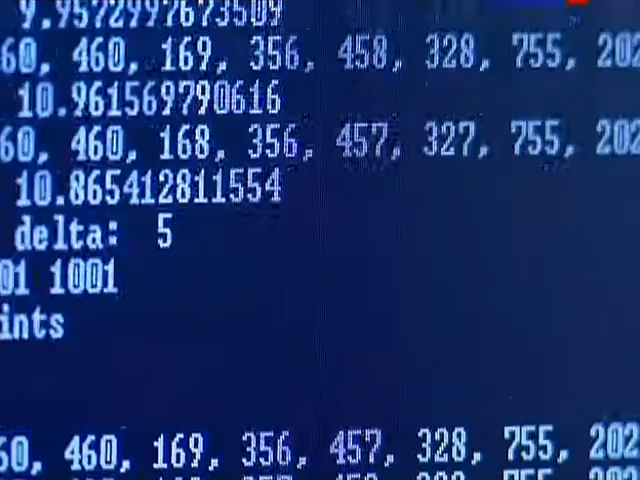 9.9572997673509
60, 460, 169, 356, 458, 328, 755, 202
10.961569790616
60, 460, 168, 356, 457, 327, 755, 202
10.865412811554
delta: 5
01 1001
ints
60, 460, 169, 356, 457, 328, 755, 202